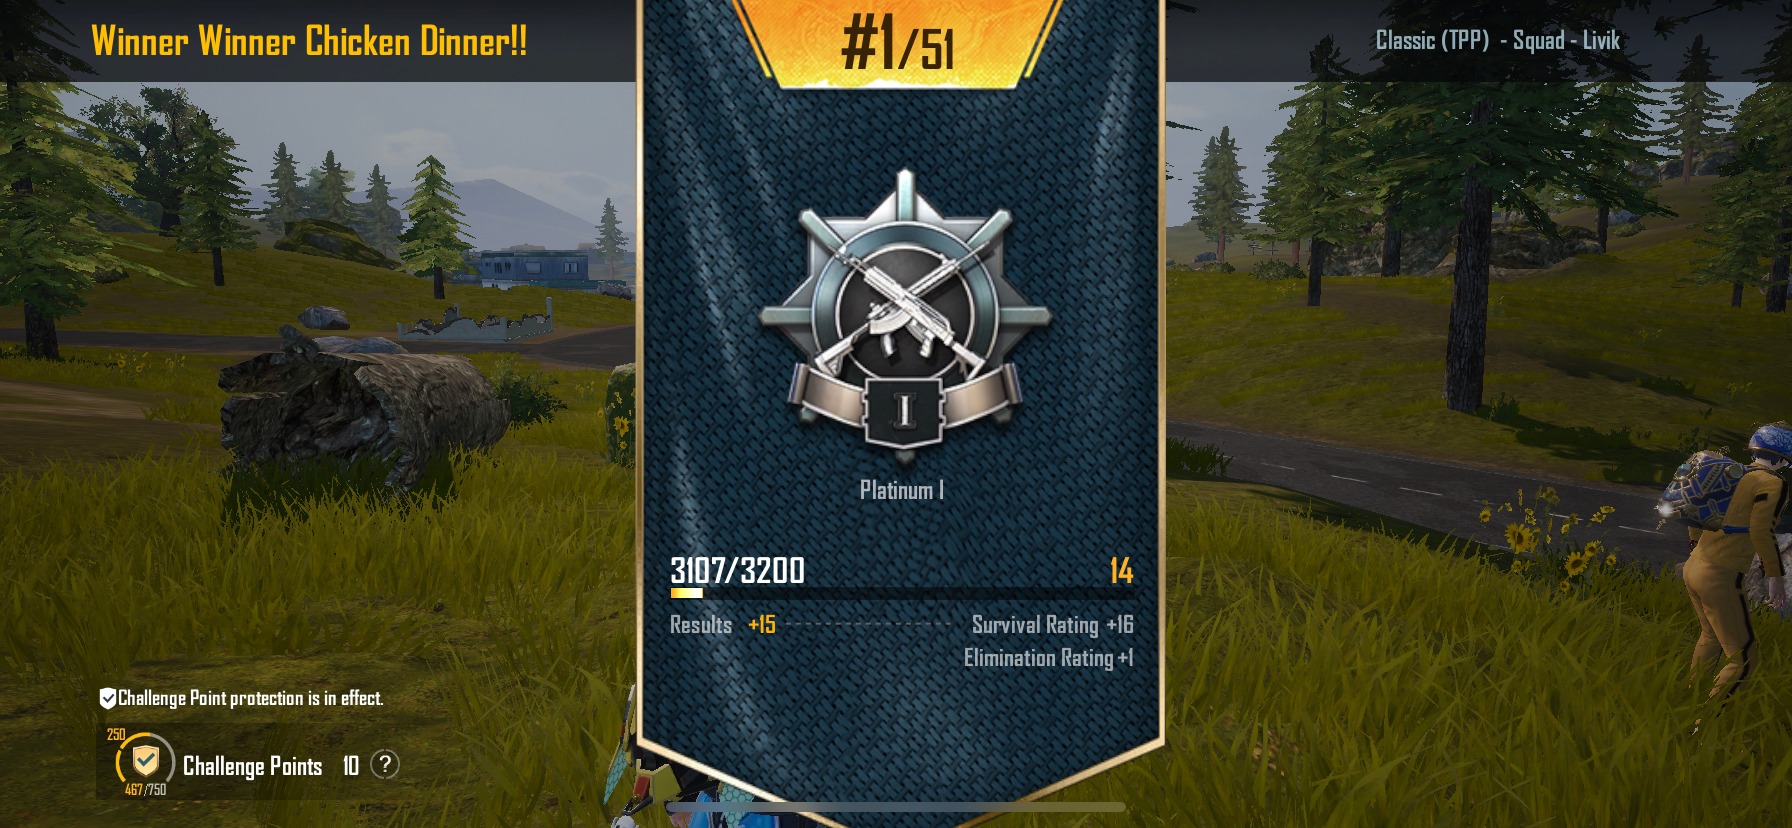 Winner Winner Chicken Dinner!!
#1/51
Classic (TPP) - Squad - Livik
I
Platinum I
3107/3200 14
Results +15 Survival Rating +16
Elimination Rating +1
Challenge Point protection is in effect.
250
Challenge Points 10 ?
467/750